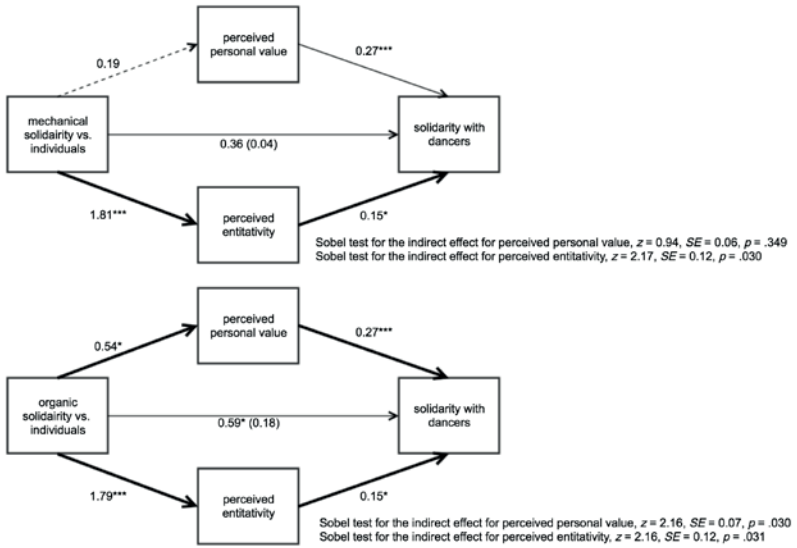 perceived
personal value
0.19
0.27***
mechanical
solidairity vs.
individuals
solidarity with
dancers
0.36 (0.04)
1.81***
perceived
entitativity
0.15*
Sobel test for the indirect effect for perceived personal value, z = 0.94, SE = 0.06, p = .349
Sobel test for the indirect effect for perceived entitativity, z = 2.17, SE = 0.12, p = .030
perceived
personal value
0.54*
0.27***
organic
solidairity vs.
individuals
solidarity with
dancers
0.59* (0.18)
1.79***
perceived
entitativity
0.15*
Sobel test for the indirect effect for perceived personal value, z = 2.16, SE = 0.07, p = .030
Sobel test for the indirect effect for perceived entitativity, z = 2.16, SE = 0.12, p = .031